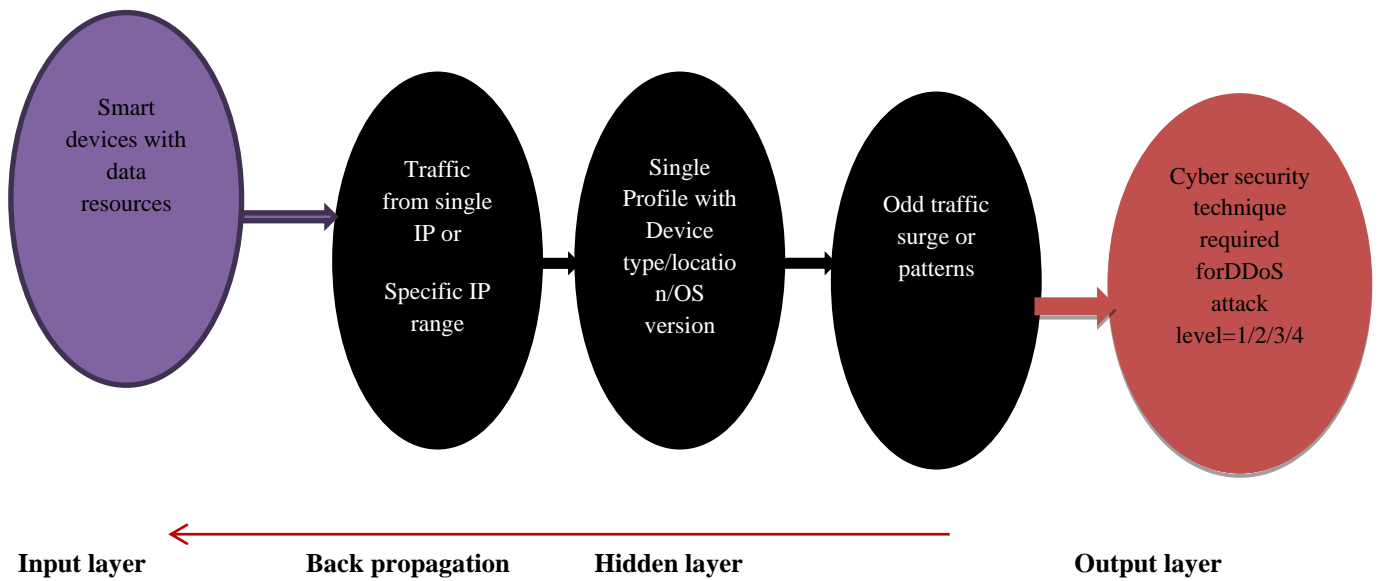 Smart
devices with
data
resources
Traffic
from single
IP or
Specific IP
range
Single
Profile with
Device
type/locatio
n/OS
version
Odd traffic
surge or
patterns
Cyber security
technique
required
forDDoS
attack
level=1/2/3/4
Input layer
Back propagation
Hidden layer
Output layer